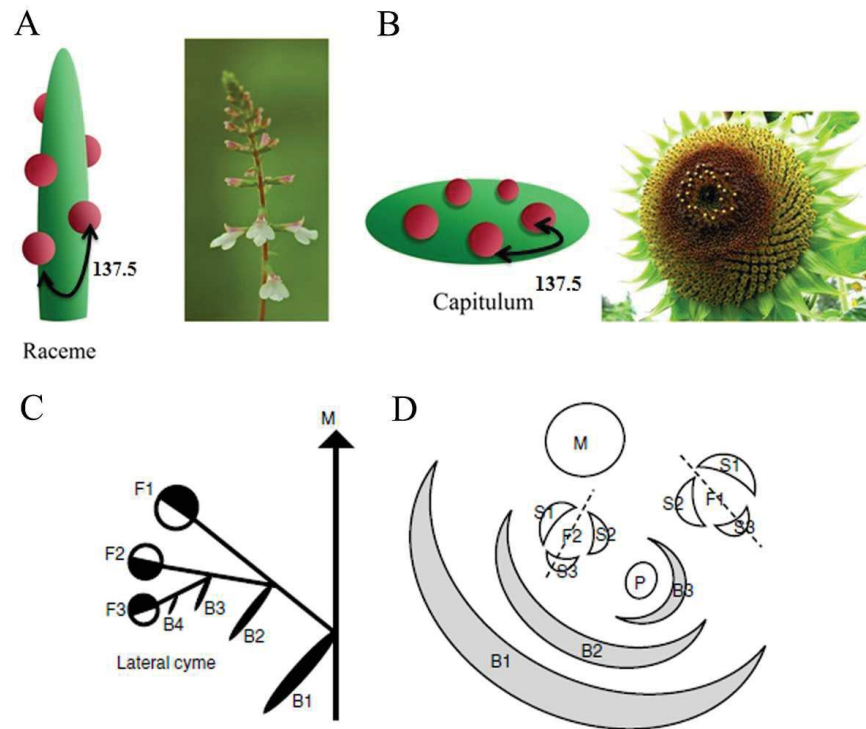 A
B
137.5
Raceme
137.5
Capitulum
C
D
M
F1
F2
F3
B4
B3
B2
B1
Lateral cyme
M
S1
F1
S2
S3
S1
F2
S2
S3
P
B3
B2
B1